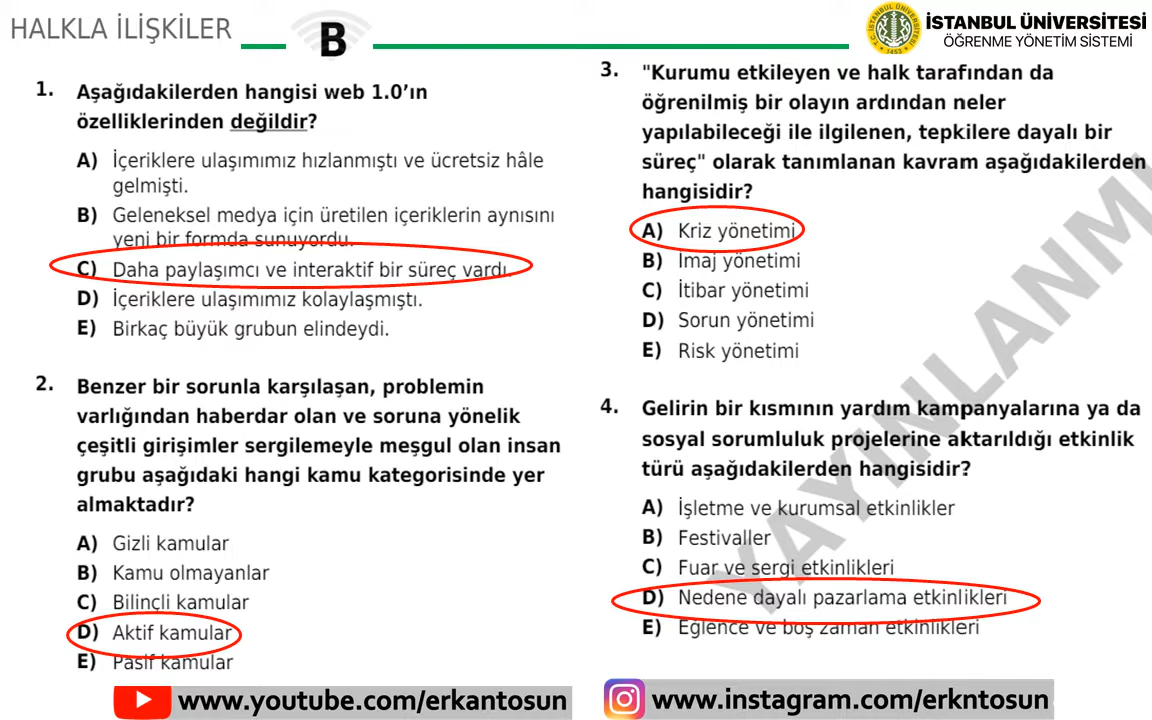 HALKLA İLİŞKİLER
B
İSTANBUL ÜNİVERSİTESİ
ÖĞRENME YÖNETİM SİSTEMİ
1. Aşağıdakilerden hangisi web 1.0’ın
özelliklerinden değildir?
A) İçeriklere ulaşımımız hızlanmıştı ve ücretsiz hâle
gelmişti.
B) Geleneksel medya için üretilen içeriklerin aynısını
yeni bir formda sunuyordu.
C) Daha paylaşımcı ve interaktif bir süreç vardı.
D) İçeriklere ulaşımımız kolaylaşmıştı.
E) Birkaç büyük grubun elindeydi.
2. Benzer bir sorunla karşılaşan, problemin
varlığından haberdar olan ve soruna yönelik
çeşitli girişimler sergilemeyle meşgul olan insan
grubu aşağıdaki hangi kamu kategorisinde yer
almaktadır?
A) Gizli kamular
B) Kamu olmayanlar
C) Bilinçli kamular
D) Aktif kamular
E) Pasif kamular
3. "Kurumu etkileyen ve halk tarafından da
öğrenilmiş bir olayın ardından neler
yapılabileceği ile ilgilenen, tepkilere dayalı bir
süreç" olarak tanımlanan kavram aşağıdakilerden
hangisidir?
A) Kriz yönetimi
B) İmaj yönetimi
C) İtibar yönetimi
D) Sorun yönetimi
E) Risk yönetimi
4. Gelirin bir kısmının yardım kampanyalarına ya da
sosyal sorumluluk projelerine aktarıldığı etkinlik
türü aşağıdakilerden hangisidir?
A) İşletme ve kurumsal etkinlikler
B) Festivaller
C) Fuar ve sergi etkinlikleri
D) Nedene dayalı pazarlama etkinlikleri
E) Eğlence ve boş zaman etkinlikleri
www.youtube.com/erkantosun
www.instagram.com/erkntosun